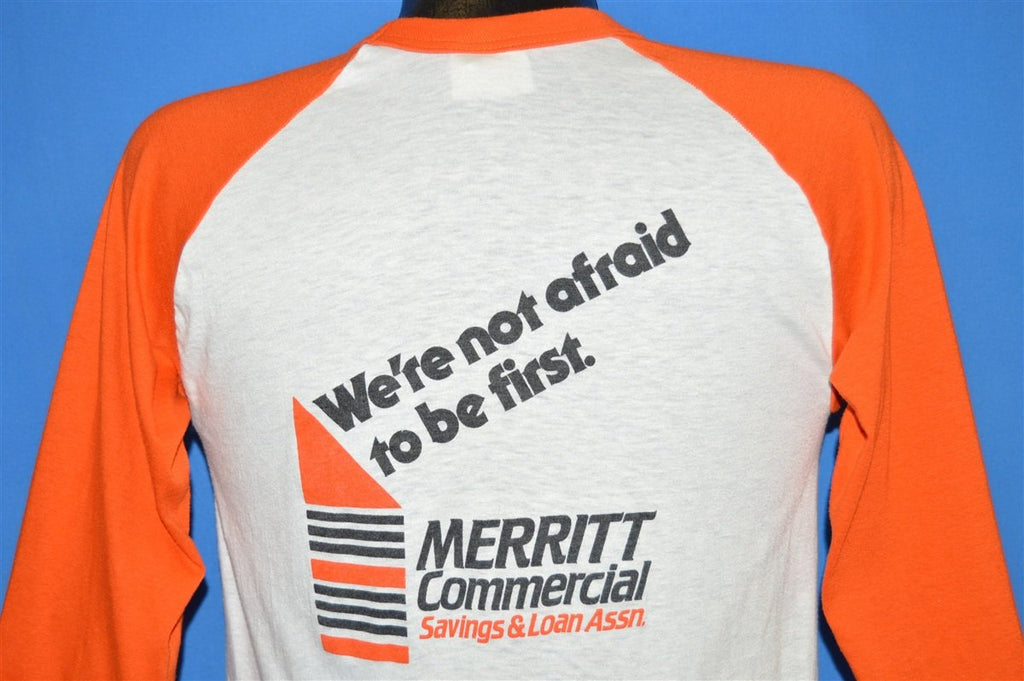 We're not afraid
to be first.
MERRITT
Commercial
Savings & Loan Assn.